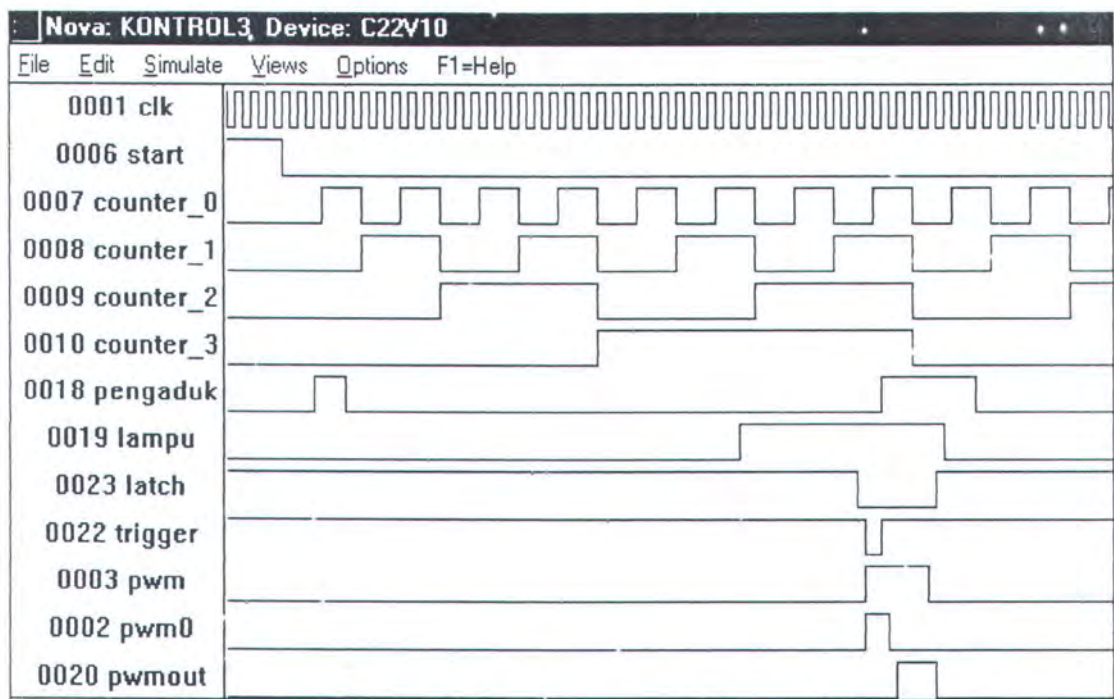 Nova: KONTROL3, Device: C22V10
File Edit Simulate Views Options F1=Help
0001 clk
0006 start
0007 counter_0
0008 counter_1
0009 counter_2
0010 counter_3
0018 pengaduk
0019 lampu
0023 latch
0022 trigger
0003 pwm
0002 pwm0
0020 pwmout